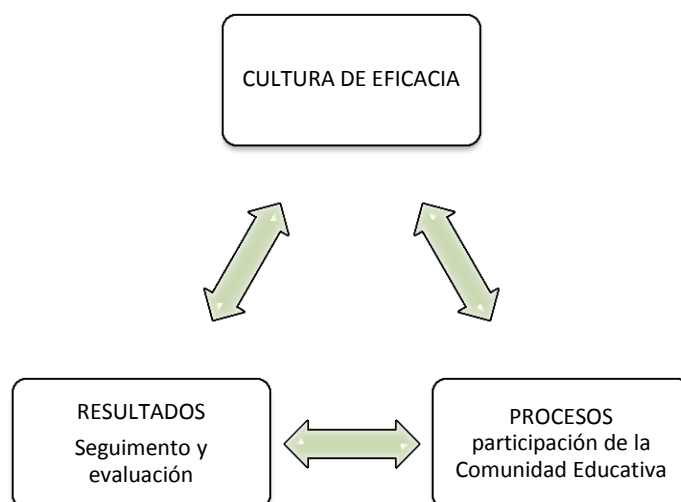 CULTURA DE EFICACIA
RESULTADOS
Seguimento y
evaluación
PROCESOS
participación de la
Comunidad Educativa